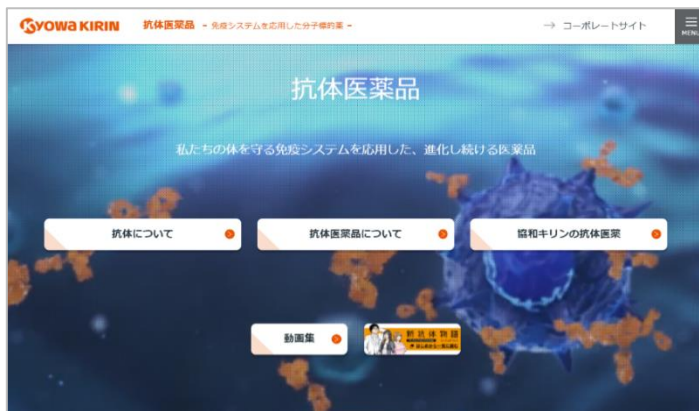 KYOWA KIRIN
抗体医薬品 - 免疫システムを応用した分子標的薬 -
→ コーポレートサイト
MENU
抗体医薬品
私たちの体を守る免疫システムを応用した、進化し続ける医薬品
抗体について
抗体医薬品について
協和キリンの抗体医薬
動画集
新抗体物語